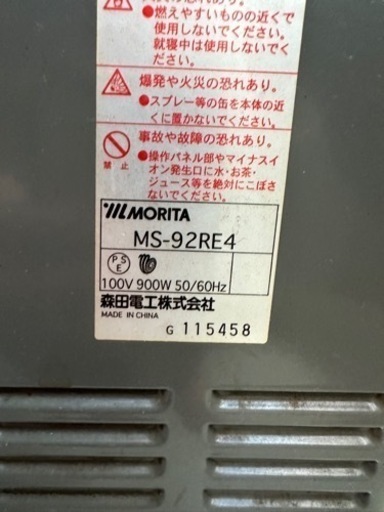 ●燃えやすいものの近くで
使用しないでください。
就寝中は使用しないでく
ださい。
爆発や火災の恐れあり。
●スプレー等の缶を本体の近
くに置かないでください。
事故や故障の恐れあり。
禁止
●操作パネル部やマイナスイ
オン発生口に水・お茶・
ジュース等を絶対にこぼさ
ないでください。
MORITA
MS-92RE4
PSE
100V 900W 50/60Hz
森田電工株式会社
MADE IN CHINA
G 115458